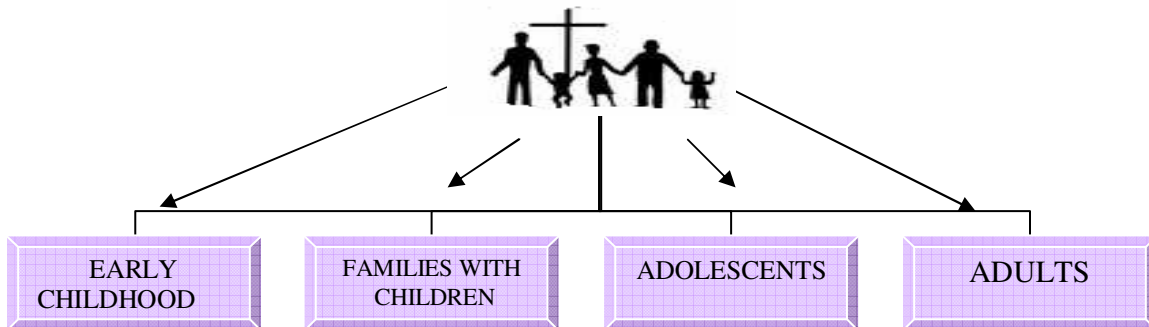 EARLY
CHILDHOOD
FAMILIES WITH
CHILDREN
ADOLESCENTS
ADULTS